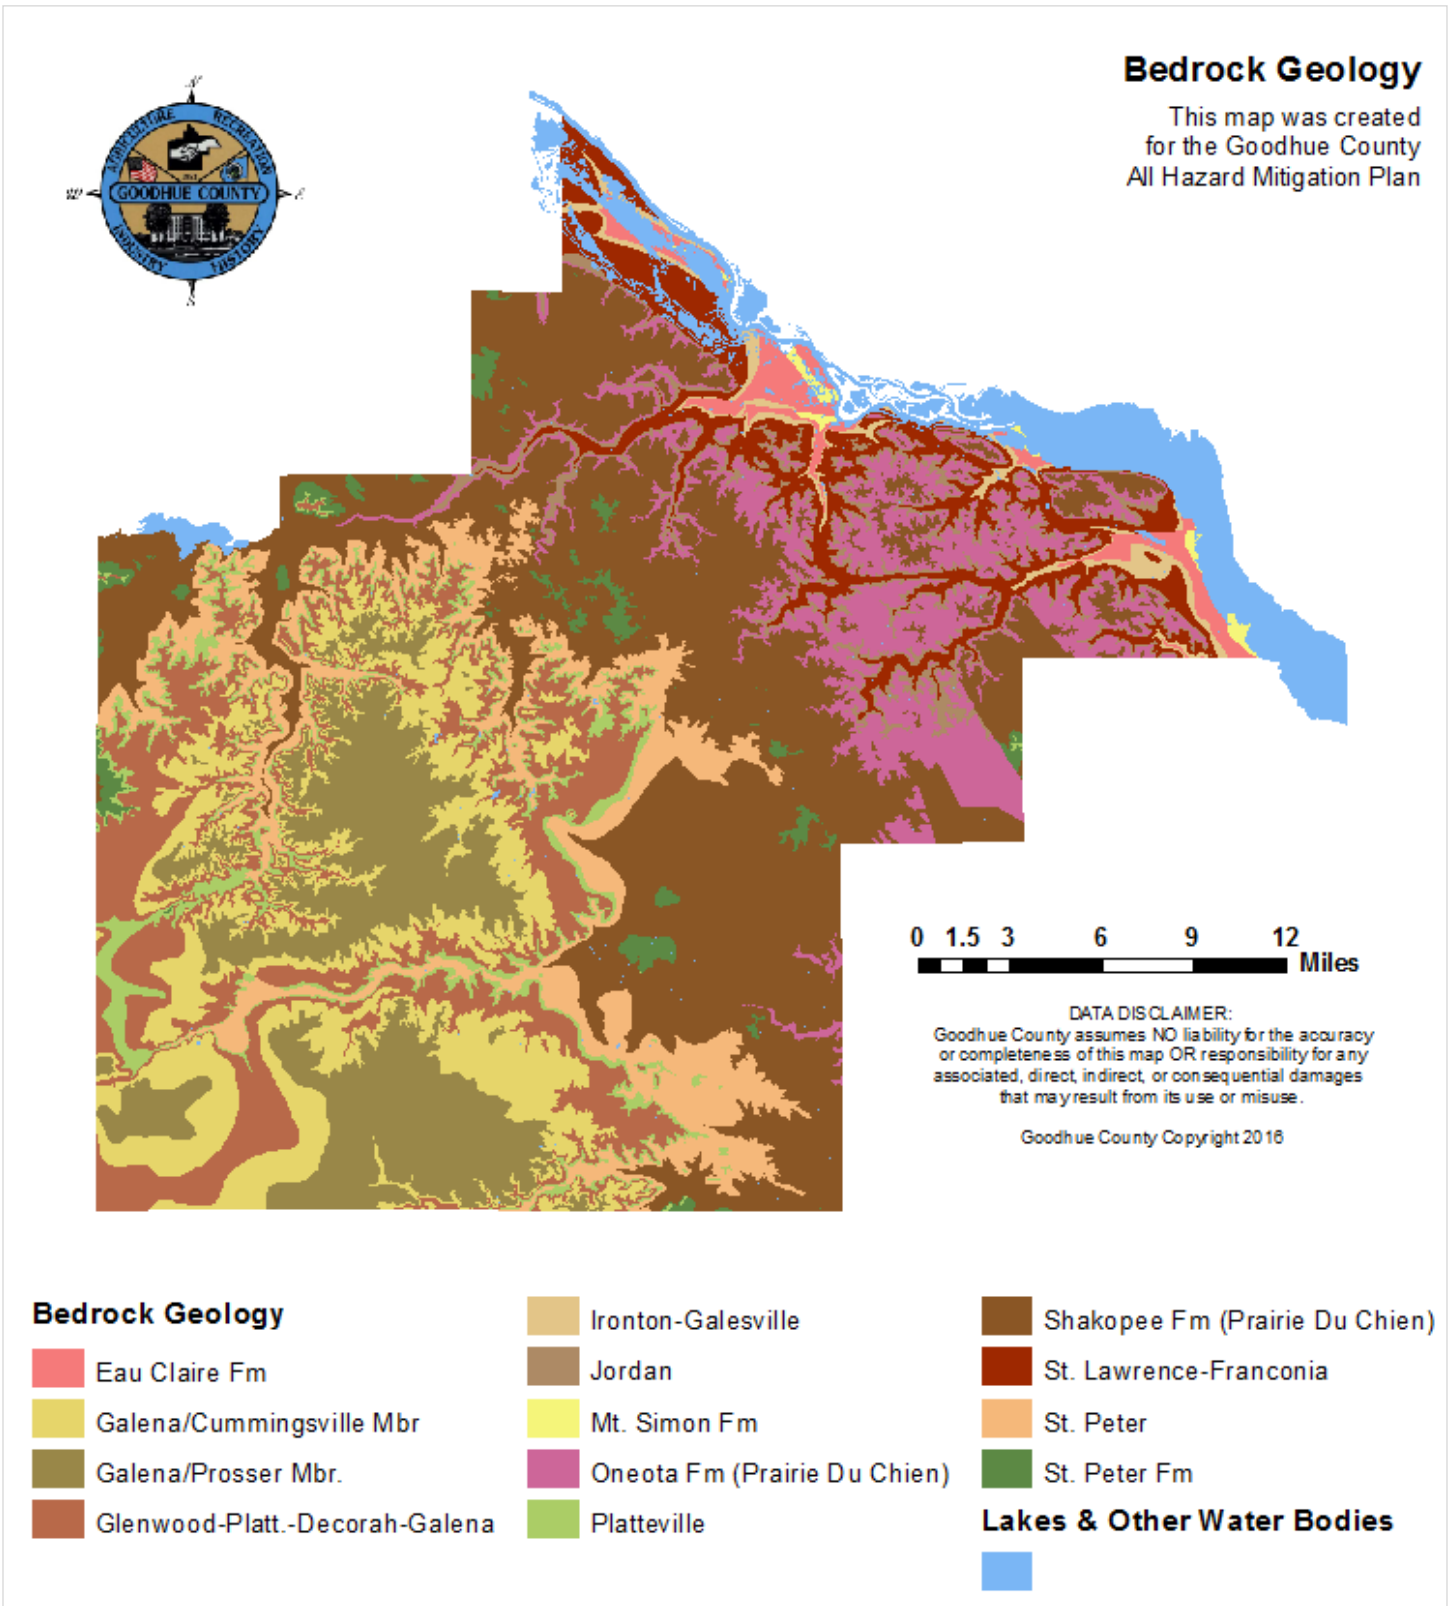 Bedrock Geology
This map was created
for the Goodhue County
All Hazard Mitigation Plan
N
W
E
S
AGRICULTURE
RECREATION
GOODHUE COUNTY
INDUSTRY
HISTORY
0 1.5 3 6 9 12
Miles
DATA DISCLAIMER:
Goodhue County assumes NO liability for the accuracy
or completeness of this map OR responsibility for any
associated, direct, indirect, or consequential damages
that may result from its use or misuse.
Goodhue County Copyright 2016
Bedrock Geology
Eau Claire Fm
Galena/Cummingsville Mbr
Galena/Prosser Mbr.
Glenwood-Platt.-Decorah-Galena
Ironton-Galesville
Jordan
Mt. Simon Fm
Oneota Fm (Prairie Du Chien)
Platteville
Shakopee Fm (Prairie Du Chien)
St. Lawrence-Franconia
St. Peter
St. Peter Fm
Lakes & Other Water Bodies